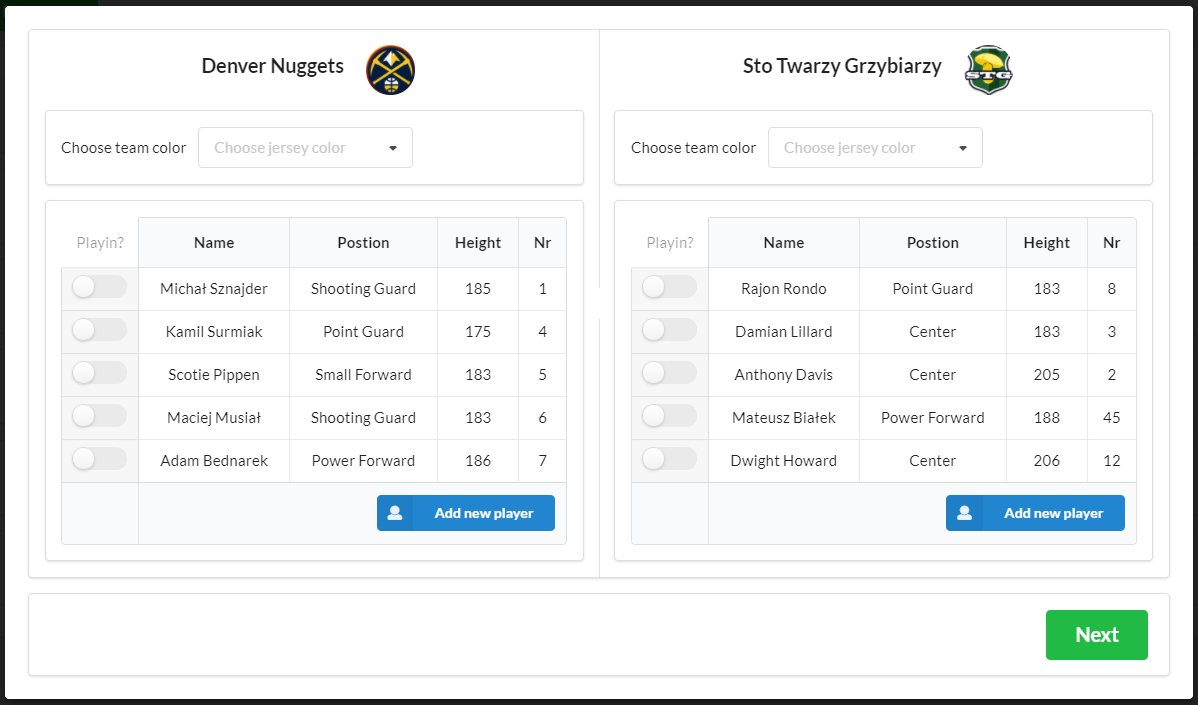 Denver Nuggets
Choose team color Choose jersey color
Playin? Name Postion Height Nr
Michał Sznajder Shooting Guard 185 1
Kamil Surmiak Point Guard 175 4
Scotie Pippen Small Forward 183 5
Maciej Musiał Shooting Guard 183 6
Adam Bednarek Power Forward 186 7
Add new player
Sto Twarzy Grzybiarzy STG
Choose team color Choose jersey color
Playin? Name Postion Height Nr
Rajon Rondo Point Guard 183 8
Damian Lillard Center 183 3
Anthony Davis Center 205 2
Mateusz Białek Power Forward 188 45
Dwight Howard Center 206 12
Add new player
Next